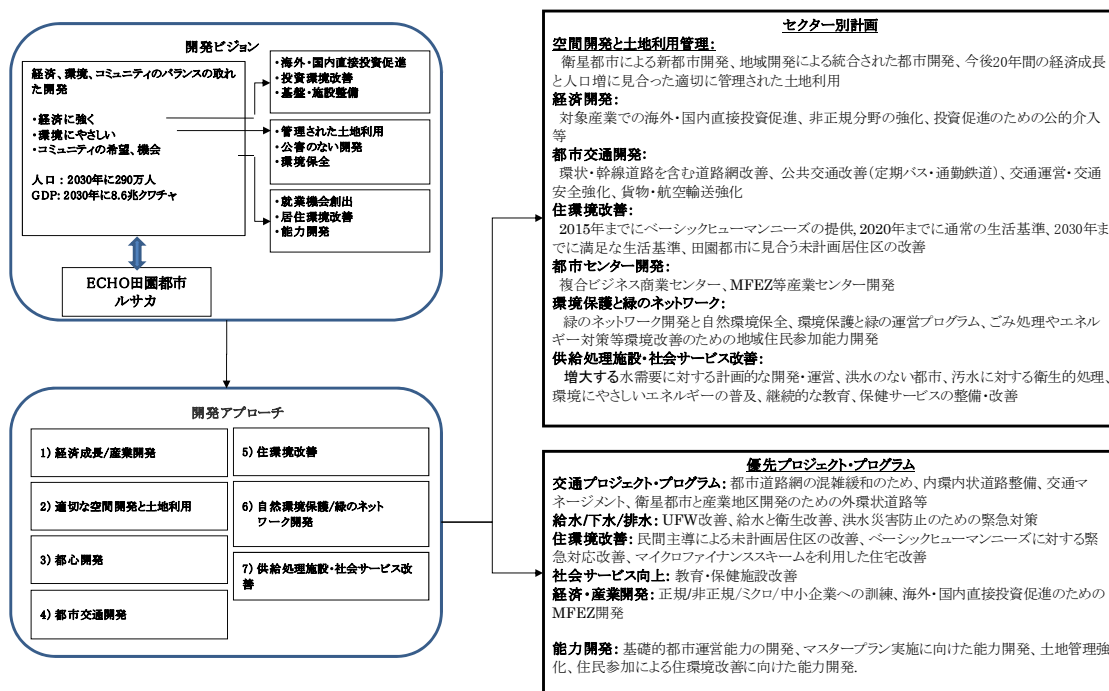 開発ビジョン
経済、環境、コミュニティのバランスの取れ
た開発
・経済に強く
・環境にやさしい
・コミュニティの希望、機会
人口：2030年に290万人
GDP: 2030年に8.6兆クワチャ
・海外・国内直接投資促進
・投資環境改善
・基盤・施設整備
・管理された土地利用
・公害のない開発
・環境保全
・就業機会創出
・居住環境改善
・能力開発
ECHO田園都市
ルサカ
開発アプローチ
1) 経済成長/産業開発
2) 適切な空間開発と土地利用
3) 都心開発
4) 都市交通開発
5) 住環境改善
6) 自然環境保護/緑のネット
ワーク開発
7) 供給処理施設・社会サービス改
善
セクター別計画
空間開発と土地利用管理:
衛星都市による新都市開発、地域開発による統合された都市開発、今後20年間の経済成長
と人口増に見合った適切に管理された土地利用
経済開発:
対象産業での海外・国内直接投資促進、非正規分野の強化、投資促進のための公的介入
等
都市交通開発:
環状・幹線道路を含む道路網改善、公共交通改善(定期バス・通勤鉄道)、交通運営・交通
安全強化、貨物・航空輸送強化
住環境改善:
2015年までにベーシックヒューマンニーズの提供, 2020年までに通常の生活基準、2030年ま
でに満足な生活基準、田園都市に見合う未計画居住区の改善
都市センター開発:
複合ビジネス商業センター、MFEZ等産業センター開発
環境保護と緑のネットワーク:
緑のネットワーク開発と自然環境保全、環境保護と緑の運営プログラム、ごみ処理やエネル
ギー対策等環境改善のための地域住民参加能力開発
供給処理施設・社会サービス改善:
増大する水需要に対する計画的な開発・運営、洪水のない都市、汚水に対する衛生的処理、
環境にやさしいエネルギーの普及、継続的な教育、保健サービスの整備・改善
優先プロジェクト・プログラム
交通プロジェクト・プログラム: 都市道路網の混雑緩和のため、内環内状道路整備、交通マ
ネージメント、衛星都市と産業地区開発のための外環状道路等
給水/下水/排水: UFW改善、給水と衛生改善、洪水災害防止のための緊急対策
住環境改善: 民間主導による未計画居住区の改善、ベーシックヒューマンニーズに対する緊
急対応改善、マイクロファイナンススキームを利用した住宅改善
社会サービス向上: 教育・保健施設改善
経済・産業開発: 正規/非正規/ミクロ/中小企業への訓練、海外・国内直接投資促進のための
MFEZ開発
能力開発: 基礎的都市運営能力の開発、マスタープラン実施に向けた能力開発、土地管理強
化、住民参加による住環境改善に向けた能力開発.